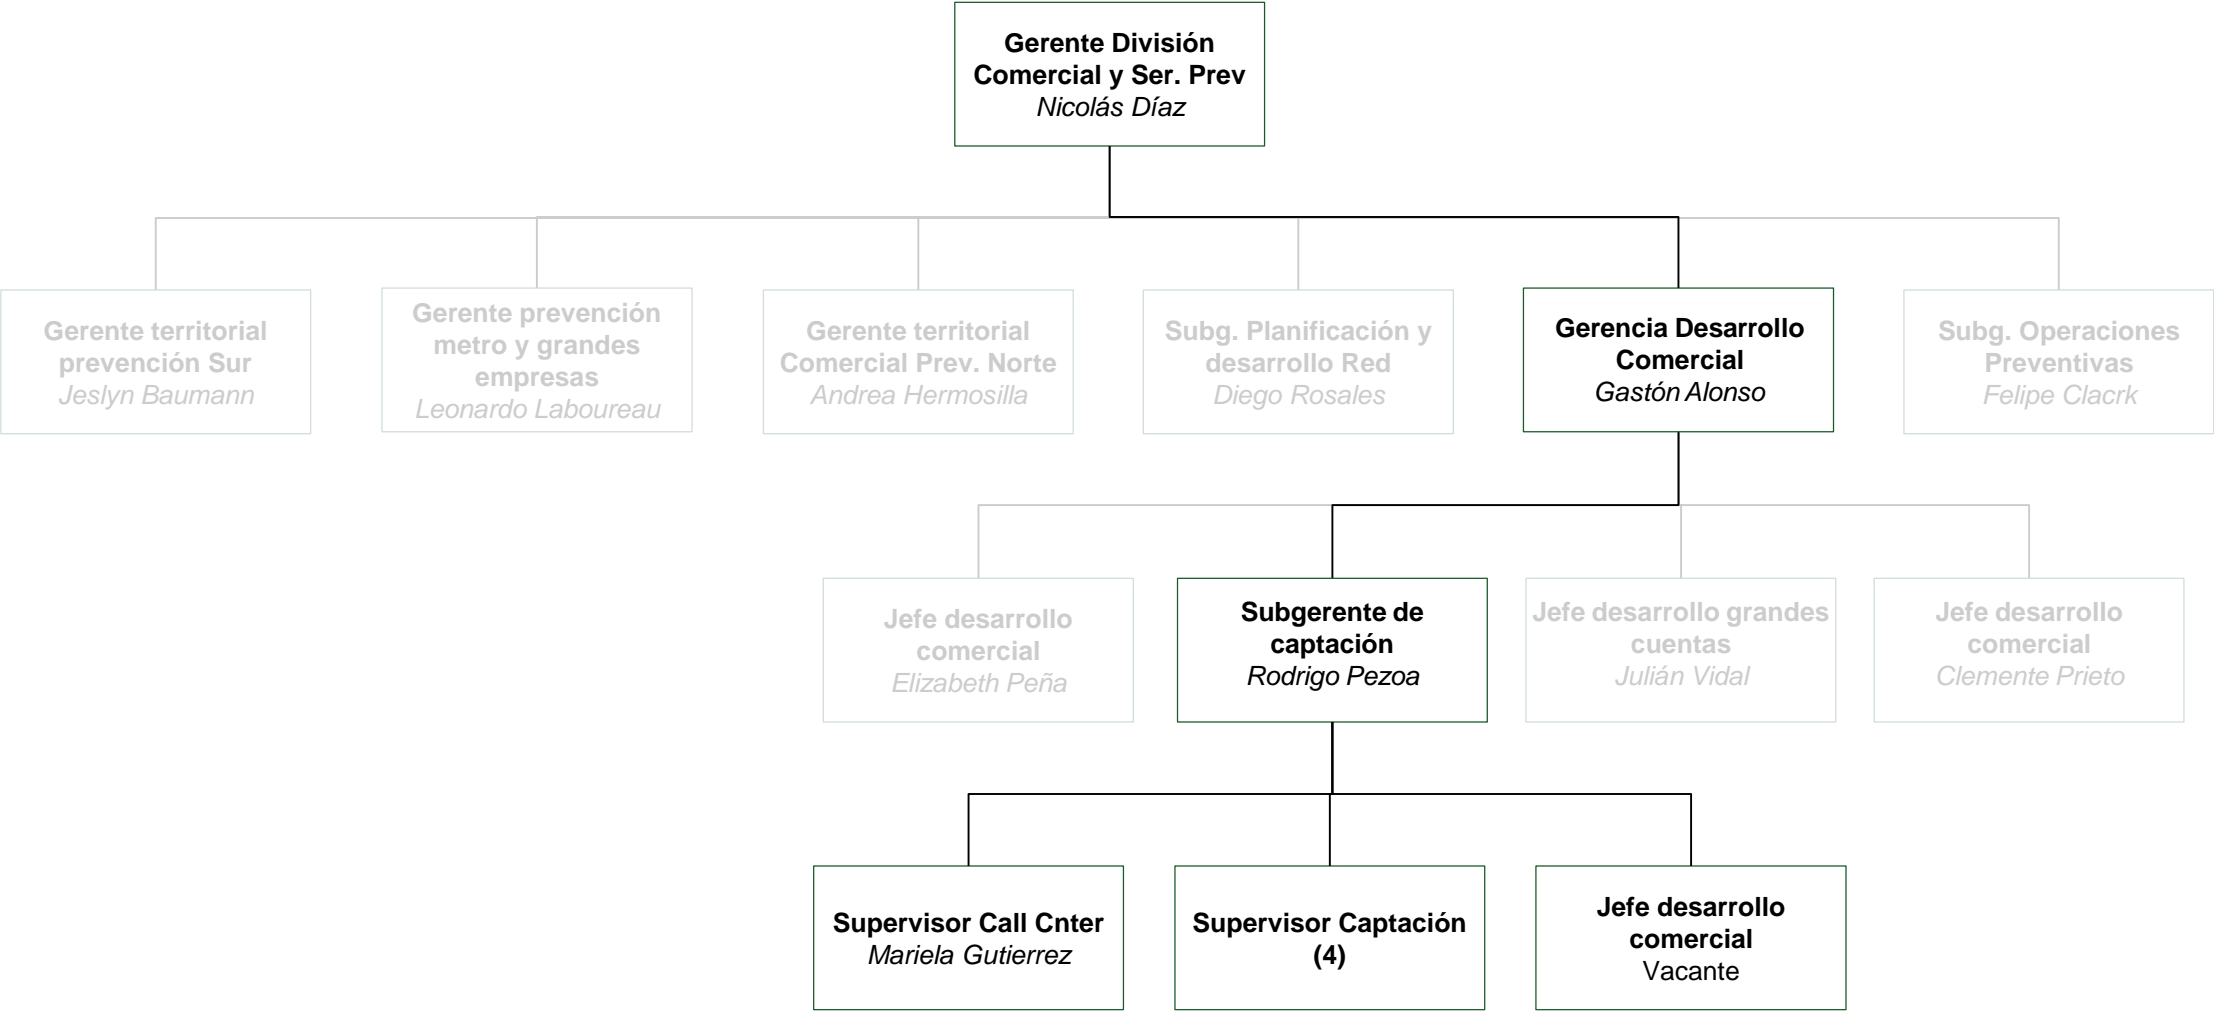 Gerente División
Comercial y Ser. Prev
Nicolás Díaz
Gerente territorial
prevención Sur
Jeslyn Baumann
Gerente prevención
metro y grandes
empresas
Leonardo Laboureau
Gerente territorial
Comercial Prev. Norte
Andrea Hermosilla
Subg. Planificación y
desarrollo Red
Diego Rosales
Gerencia Desarrollo
Comercial
Gastón Alonso
Subg. Operaciones
Preventivas
Felipe Clacrk
Jefe desarrollo
comercial
Elizabeth Peña
Subgerente de
captación
Rodrigo Pezoa
Jefe desarrollo grandes
cuentas
Julián Vidal
Jefe desarrollo
comercial
Clemente Prieto
Supervisor Call Cnter
Mariela Gutierrez
Supervisor Captación
(4)
Jefe desarrollo
comercial
Vacante